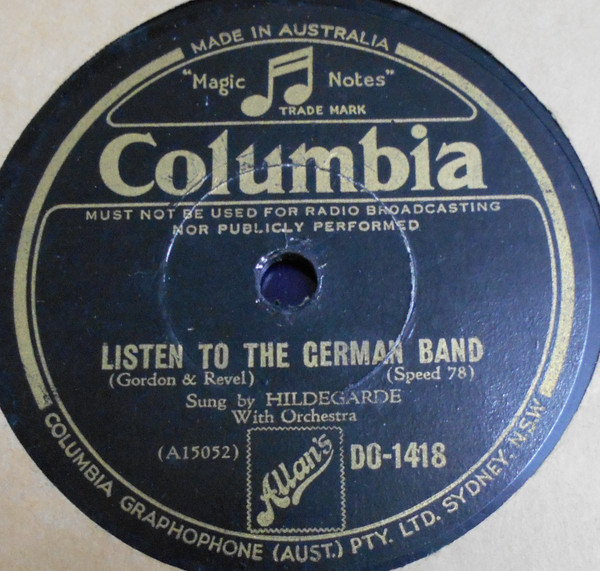 MADE IN AUSTRALIA
"Magic Notes"
TRADE MARK
Columbia
MUST NOT BE USED FOR RADIO BROADCASTING
NOR PUBLICLY PERFORMED
LISTEN TO THE GERMAN BAND
(Gordon & Revel) (Speed 78)
Sung by HILDEGARDE
With Orchestra
(A15052) Allan's DO-1418
COLUMBIA GRAPHOPHONE (AUST.) PTY. LTD. SYDNEY. NSW